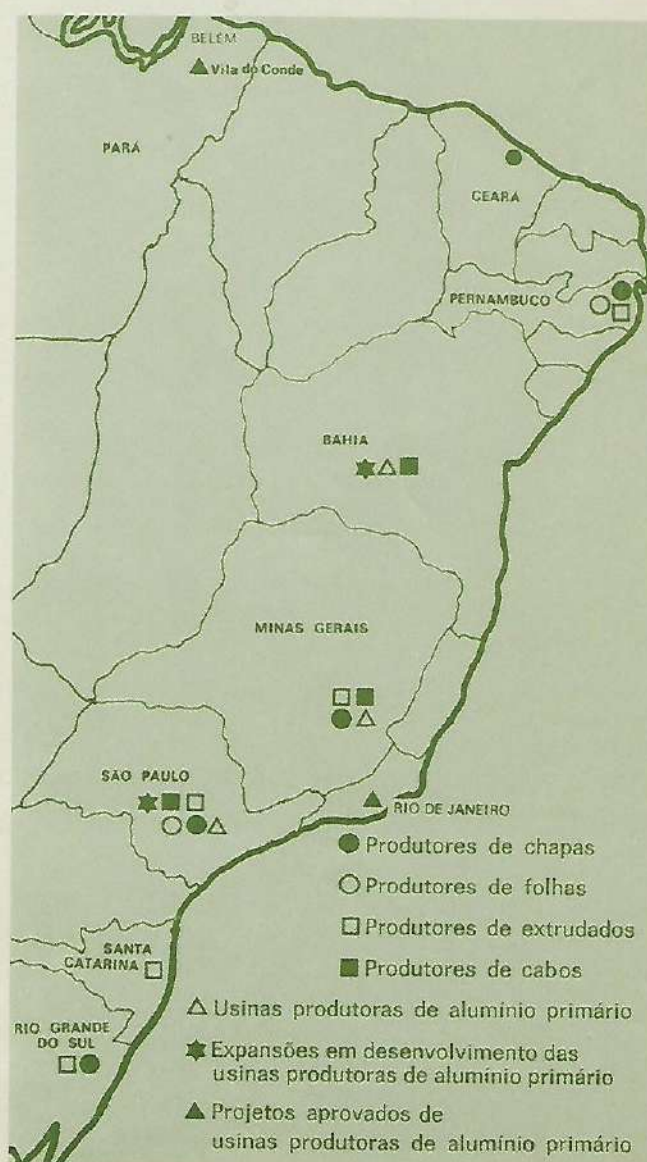 BELÉM
Vila do Conde
PARÁ
CEARÁ
PERNAMBUCO
BAHIA
MINAS GERAIS
SÃO PAULO
RIO DE JANEIRO
Produtores de chapas
Produtores de folhas
Produtores de extrudados
SANTA
CATARINA
Produtores de cabos
Usinas produtoras de alumínio primário
RIO GRANDE
DO SUL
Expansões em desenvolvimento das
usinas produtoras de alumínio primário
Projetos aprovados de
usinas produtoras de alumínio primário